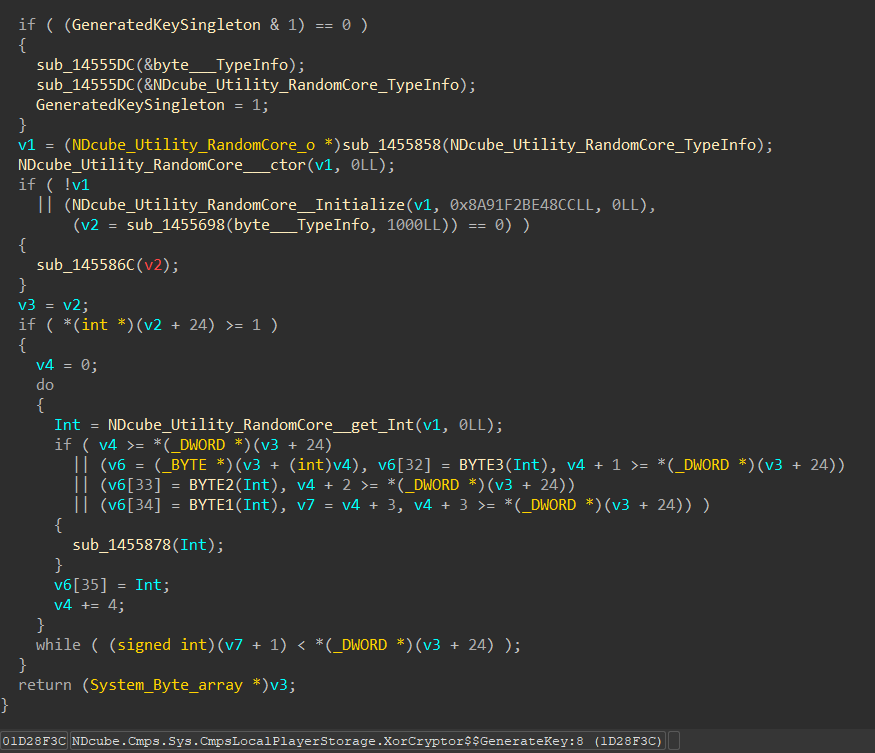 if ( (GeneratedKeySingleton & 1) == 0 )
{
sub_14555DC(&byte___TypeInfo);
sub_14555DC(&NDcube_Utility_RandomCore_TypeInfo);
GeneratedKeySingleton = 1;
}
v1 = (NDcube_Utility_RandomCore_o *)sub_1455858(NDcube_Utility_RandomCore_TypeInfo);
NDcube_Utility_RandomCore___ctor(v1, 0LL);
if ( !v1
|| (NDcube_Utility_RandomCore__Initialize(v1, 0x8A91F2BE48CCLL, 0LL),
(v2 = sub_1455698(byte___TypeInfo, 1000LL)) == 0) )
{
sub_145586C(v2);
}
v3 = v2;
if ( *(int *)(v2 + 24) >= 1 )
{
v4 = 0;
do
{
Int = NDcube_Utility_RandomCore__get_Int(v1, 0LL);
if ( v4 >= *(_DWORD *)(v3 + 24)
|| (v6 = (_BYTE *)(v3 + (int)v4), v6[32] = BYTE3(Int), v4 + 1 >= *(_DWORD *)(v3 + 24))
|| (v6[33] = BYTE2(Int), v4 + 2 >= *(_DWORD *)(v3 + 24))
|| (v6[34] = BYTE1(Int), v7 = v4 + 3, v4 + 3 >= *(_DWORD *)(v3 + 24)) )
{
sub_1455878(Int);
}
v6[35] = Int;
v4 += 4;
}
while ( (signed int)(v7 + 1) < *(_DWORD *)(v3 + 24) );
}
return (System_Byte_array *)v3;
}
01D28F3C NDcube.Cmps.Sys.CmpsLocalPlayerStorage.XorCryptor$$GenerateKey:8 (1D28F3C)